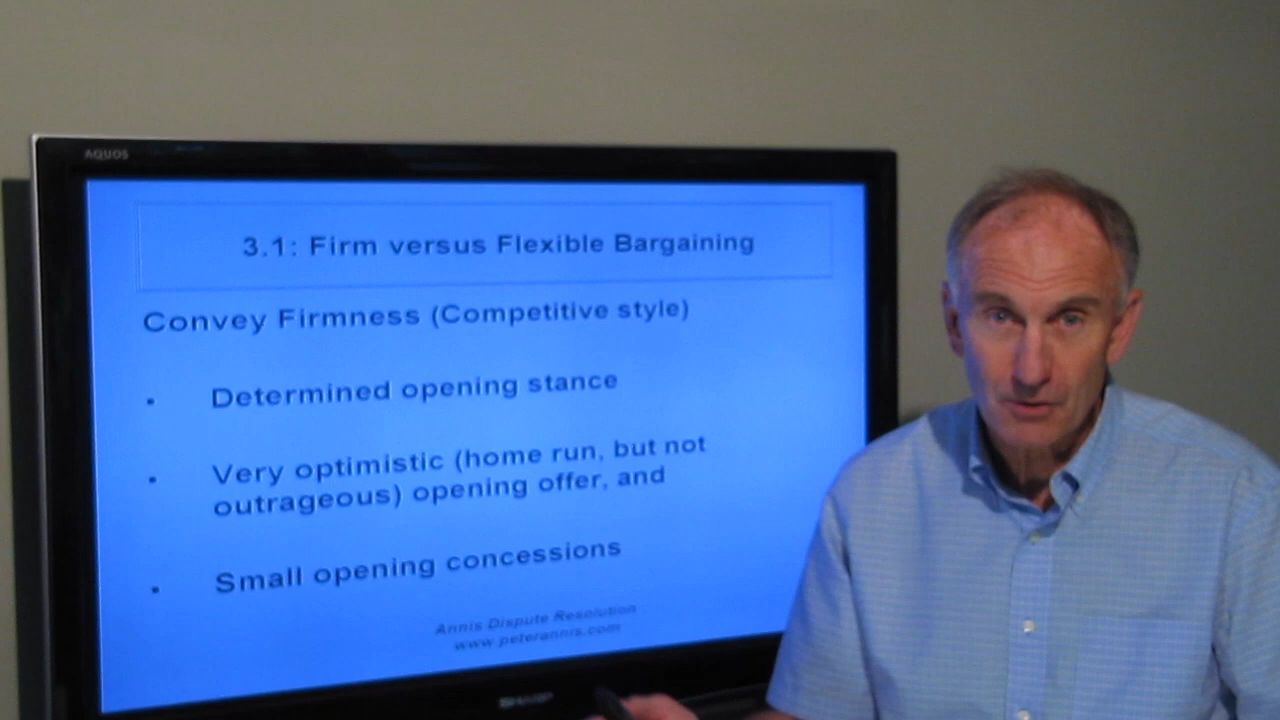 AQUOS
3.1: Firm versus Flexible Bargaining
Convey Firmness (Competitive style)
• Determined opening stance
• Very optimistic (home run, but not
outrageous) opening offer, and
• Small opening concessions
Annis Dispute Resolution
www.peterannis.com
SHARP